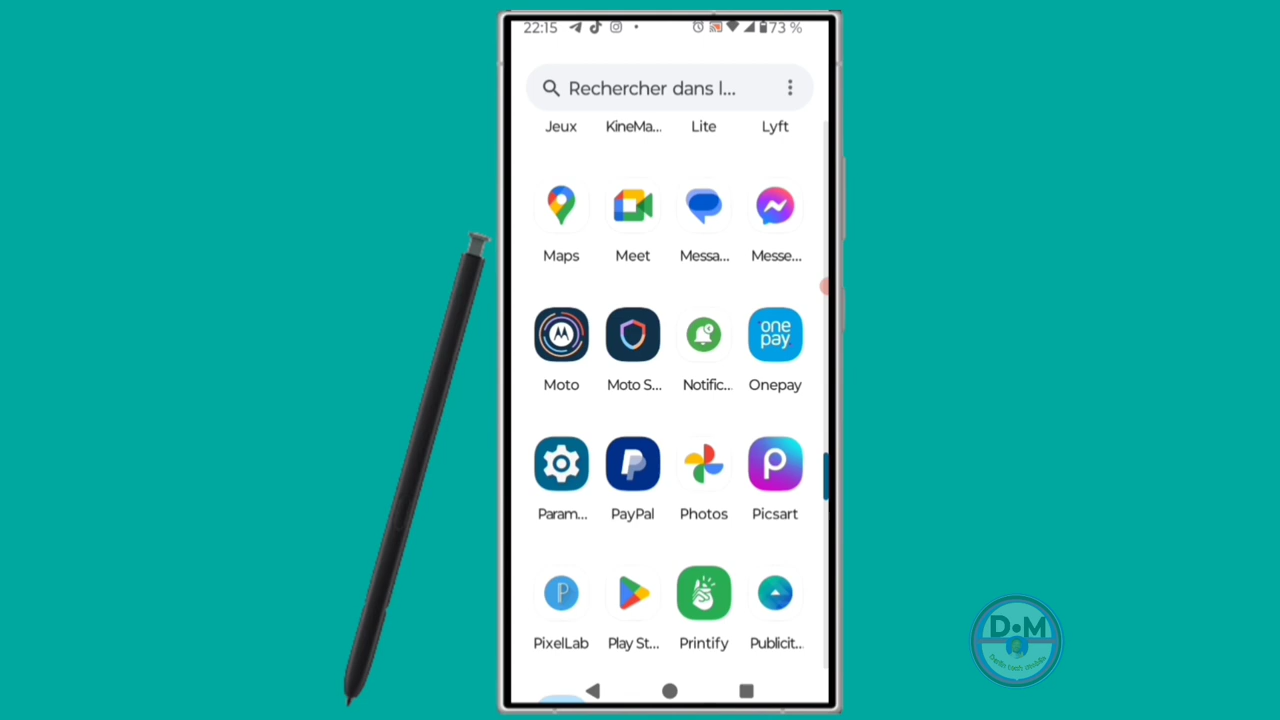 22:15
73 %
Rechercher dans l...
Jeux KineMa... Lite Lyft
Maps Meet Messa... Messe...
one
pay.
Moto Moto S... Notific... Onepay
Param... PayPal Photos Picsart
PixelLab Play St... Printify Publicit...
D•M